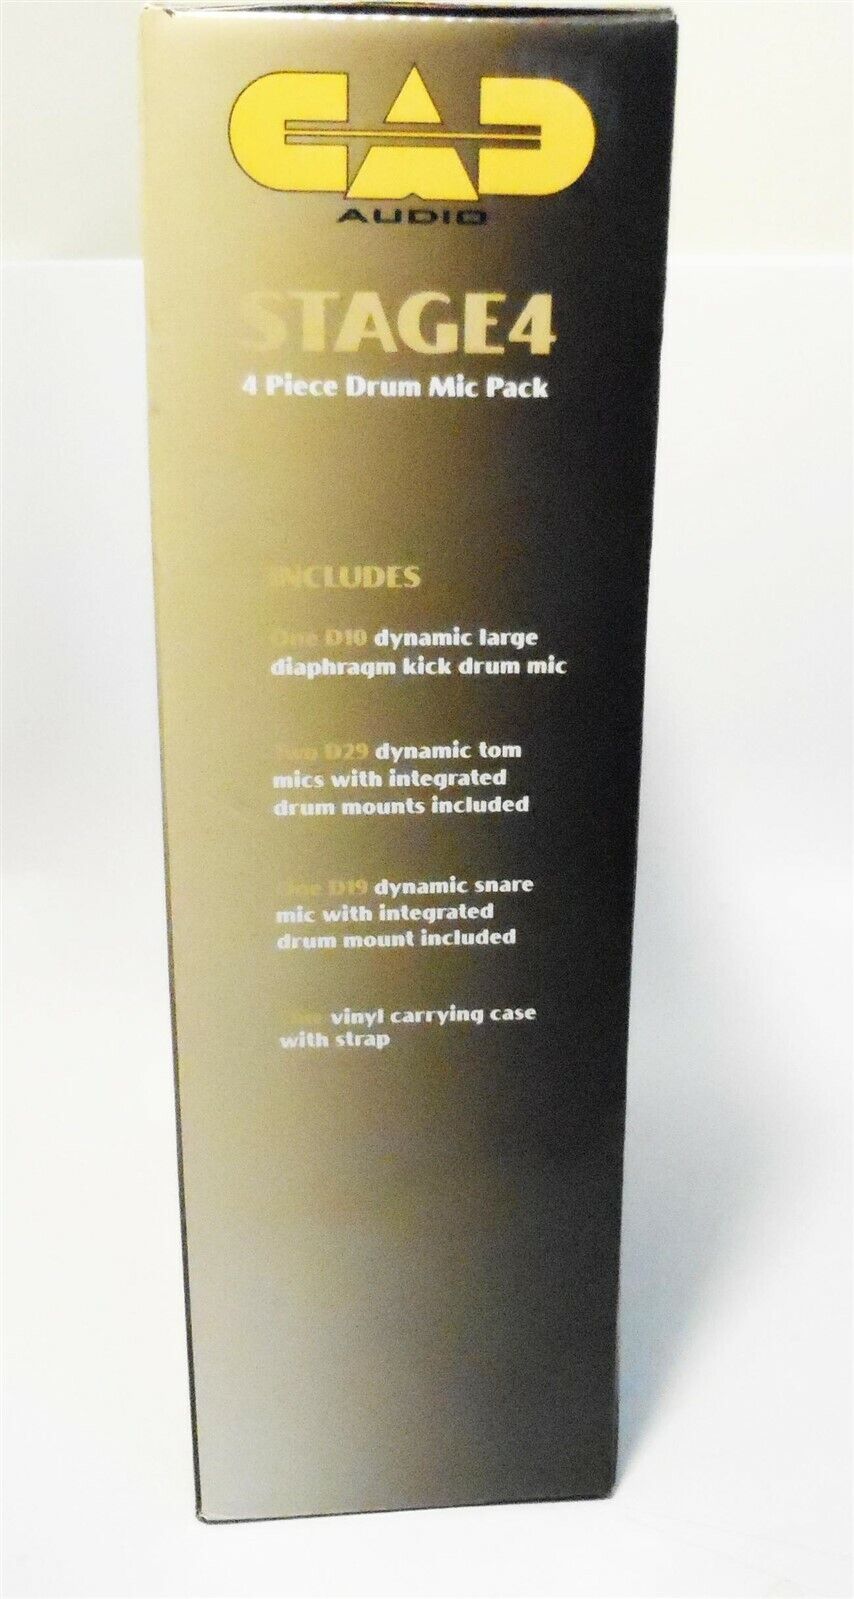 CAD
AUDIO
STAGE4
4 Piece Drum Mic Pack
INCLUDES
One D10 dynamic large
diaphragm kick drum mic
Two D29 dynamic tom
mics with integrated
drum mounts included
One D19 dynamic snare
mic with integrated
drum mount included
One vinyl carrying case
with strap